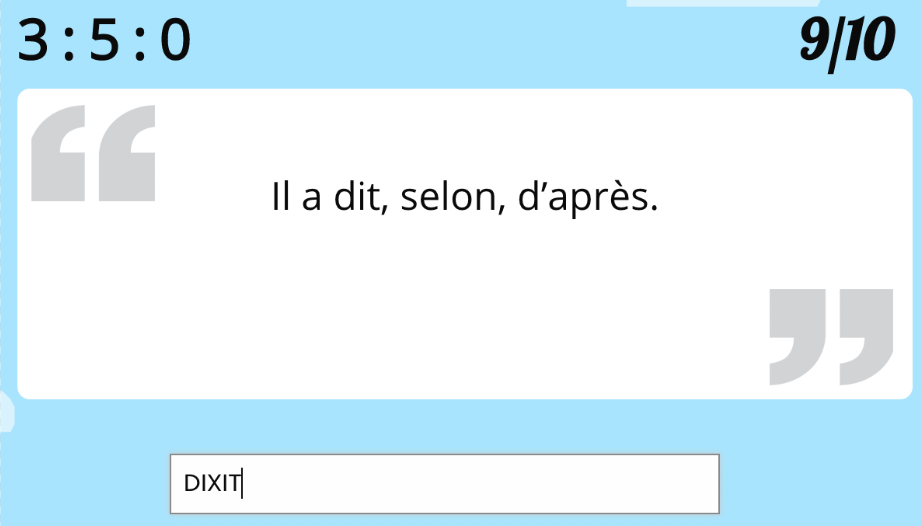 3:5:0
9/10
“
Il a dit, selon, d’après.
”
DIXIT